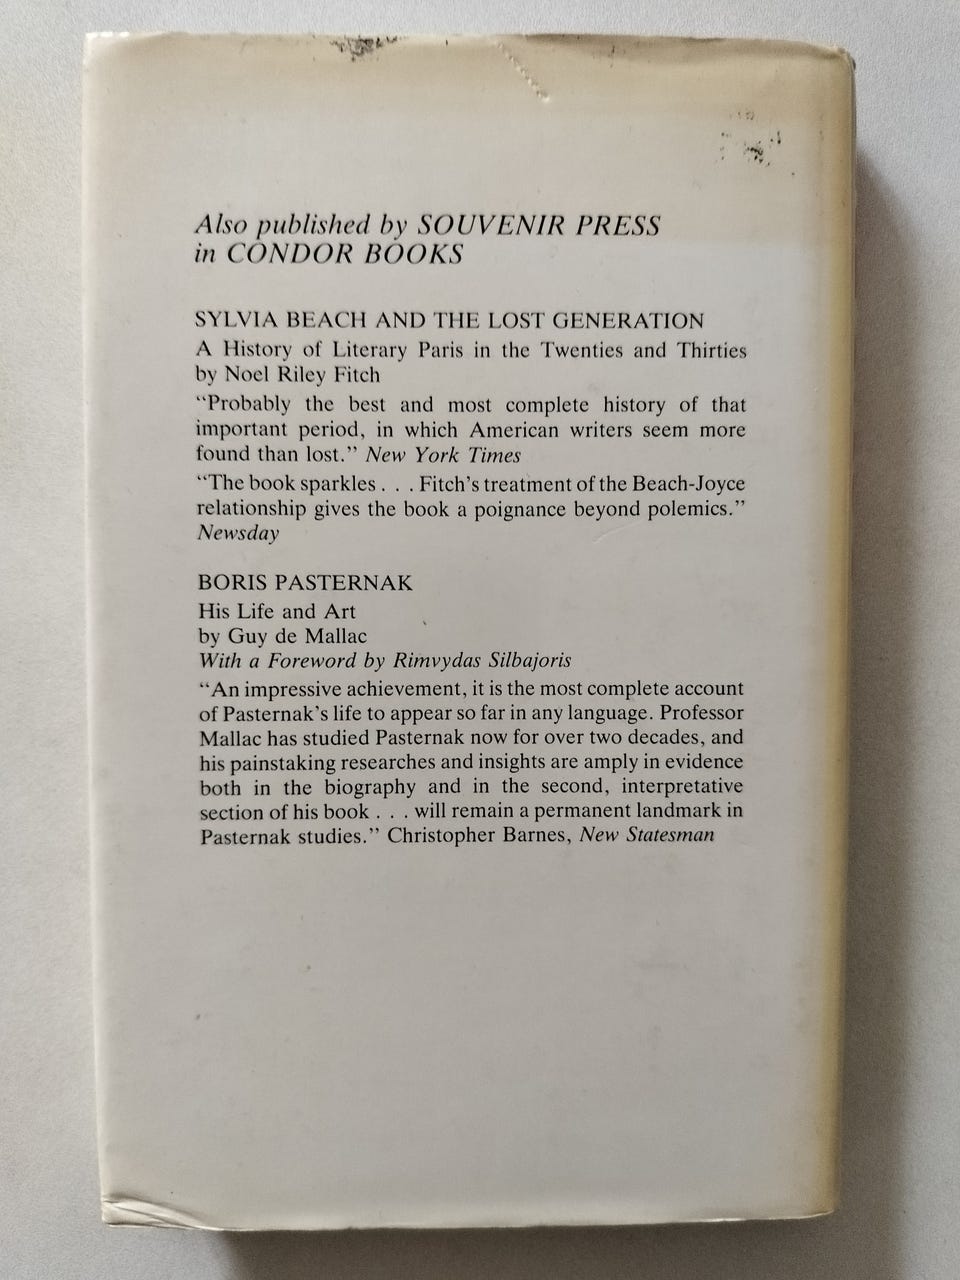 Also published by SOUVENIR PRESS
in CONDOR BOOKS
SYLVIA BEACH AND THE LOST GENERATION
A History of Literary Paris in the Twenties and Thirties
by Noel Riley Fitch
“Probably the best and most complete history of that
important period, in which American writers seem more
found than lost.” New York Times
“The book sparkles . . . Fitch’s treatment of the Beach-Joyce
relationship gives the book a poignance beyond polemics.”
Newsday
BORIS PASTERNAK
His Life and Art
by Guy de Mallac
With a Foreword by Rimvydas Silbajoris
“An impressive achievement, it is the most complete account
of Pasternak’s life to appear so far in any language. Professor
Mallac has studied Pasternak now for over two decades, and
his painstaking researches and insights are amply in evidence
both in the biography and in the second, interpretative
section of his book . . . will remain a permanent landmark in
Pasternak studies.” Christopher Barnes, New Statesman